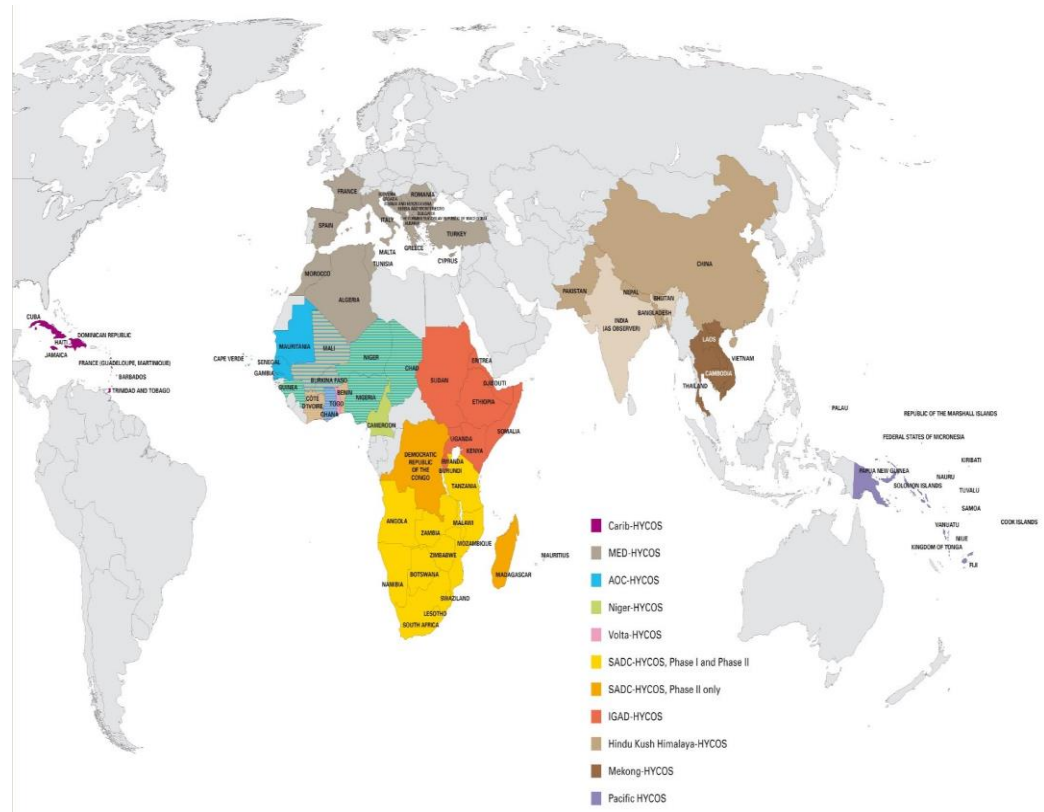 FRANCE
ROMANIA
SPAIN
ITALY
TURKEY
MALTA
GREECE
TUNISIA
CYPRUS
MOROCCO
ALGERIA
CHINA
PAKISTAN
NEPAL
BHUTAN
BANGLADESH
INDIA
(AS OBSERVER)
LAOS
VIETNAM
CAMBODIA
THAILAND
CUBA
DOMINICAN REPUBLIC
HAITI
JAMAICA
FRANCE (GUADELOUPE, MARTINIQUE)
BARBADOS
TRINIDAD AND TOBAGO
CAPE VERDE
MAURITANIA
MALI
NIGER
CHAD
SENEGAL
GAMBIA
BURKINA FASO
GUINEA
BENIN
CÔTE
D'IVOIRE
TOGO
GHANA
NIGERIA
CAMEROON
SUDAN
ERITREA
DJIBOUTI
ETHIOPIA
SOMALIA
UGANDA
KENYA
DEMOCRATIC
REPUBLIC
OF THE
CONGO
RWANDA
BURUNDI
TANZANIA
ANGOLA
MALAWI
ZAMBIA
MOZAMBIQUE
ZIMBABWE
BOTSWANA
NAMIBIA
MADAGASCAR
MAURITIUS
SWAZILAND
LESOTHO
SOUTH AFRICA
PALAU
REPUBLIC OF THE MARSHALL ISLANDS
FEDERAL STATES OF MICRONESIA
KIRIBATI
PAPUA NEW GUINEA
NAURU
SOLOMON ISLANDS
TUVALU
SAMOA
COOK ISLANDS
VANUATU
NIUE
KINGDOM OF TONGA
FIJI
Carib-HYCOS
MED-HYCOS
AOC-HYCOS
Niger-HYCOS
Volta-HYCOS
SADC-HYCOS, Phase I and Phase II
SADC-HYCOS, Phase II only
IGAD-HYCOS
Hindu Kush Himalaya-HYCOS
Mekong-HYCOS
Pacific HYCOS